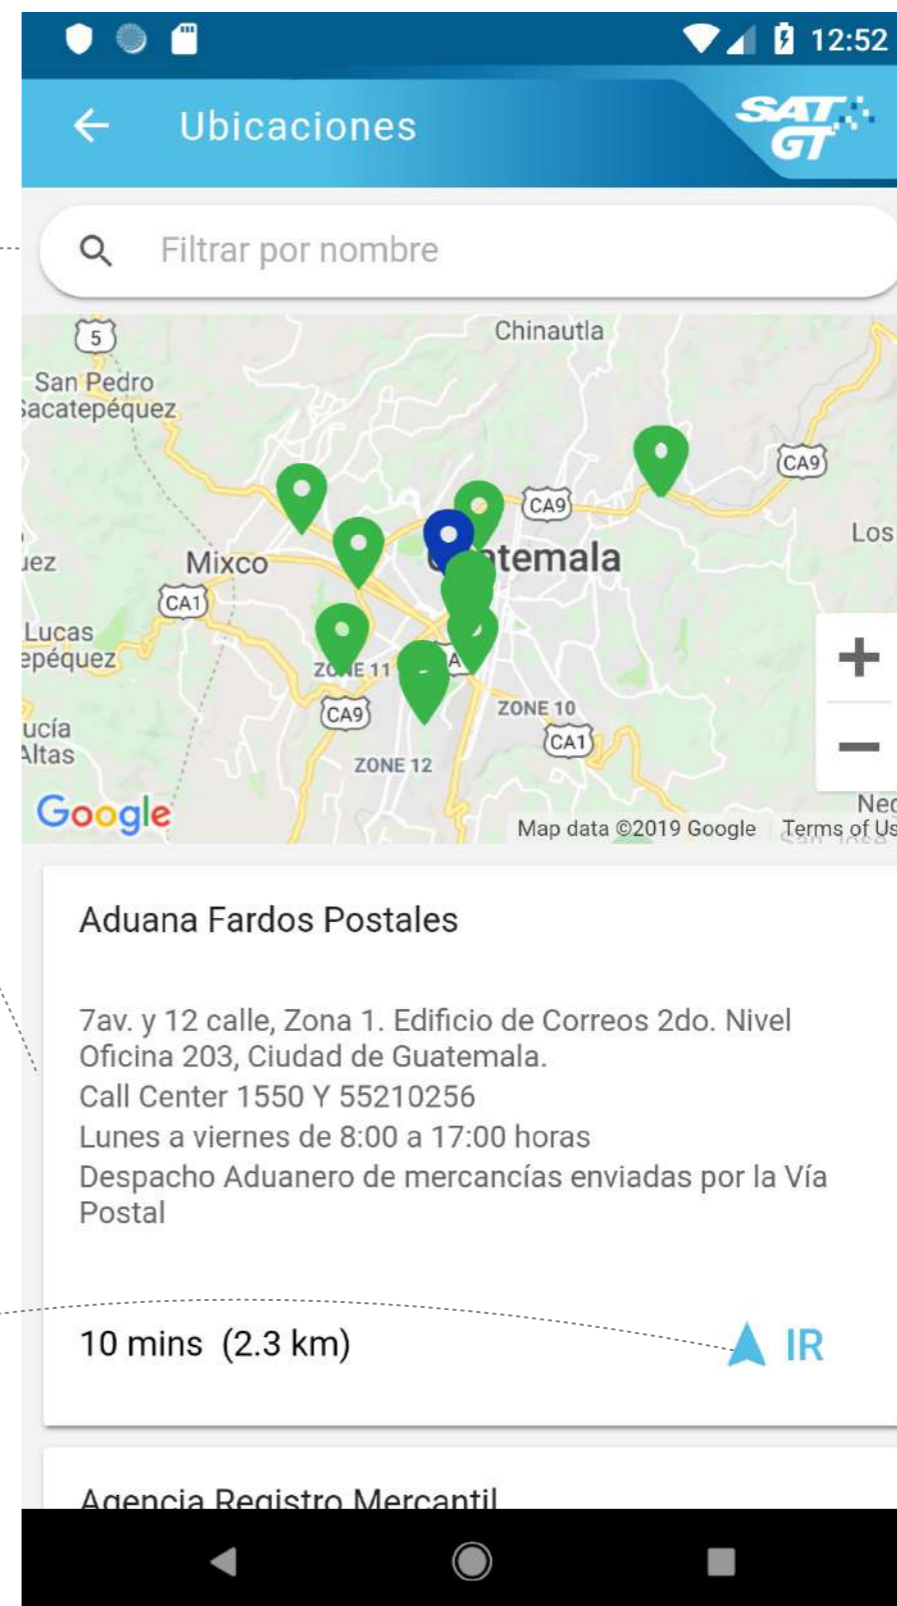 12:52
Ubicaciones
SAT
GT
Filtrar por nombre
5
Chinautla
San Pedro
Sacatepéquez
CA9
CA9
Los
Mixco
temala
CA1
Lucas
ZONE 11
CA9
ZONE 10
CA1
Altas
ZONE 12
Google
Map data ©2019 Google
Terms of Us
Aduana Fardos Postales
7av. y 12 calle, Zona 1. Edificio de Correos 2do. Nivel
Oficina 203, Ciudad de Guatemala.
Call Center 1550 Y 55210256
Lunes a viernes de 8:00 a 17:00 horas
Despacho Aduanero de mercancías enviadas por la Vía
Postal
10 mins (2.3 km)
IR
Agencia Registro Mercantil